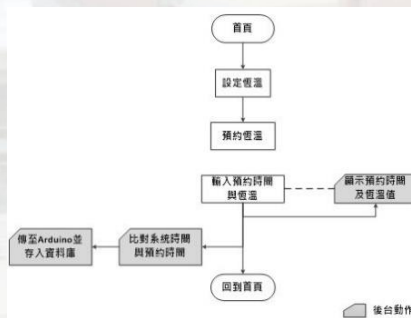 首頁
設定恆溫
預約恆溫
輸入預約時間
與恆溫
顯示預約時間
及恆溫值
傳至Arduino並
存入資料庫
比對系統時間
與預約時間
回到首頁
後台動作